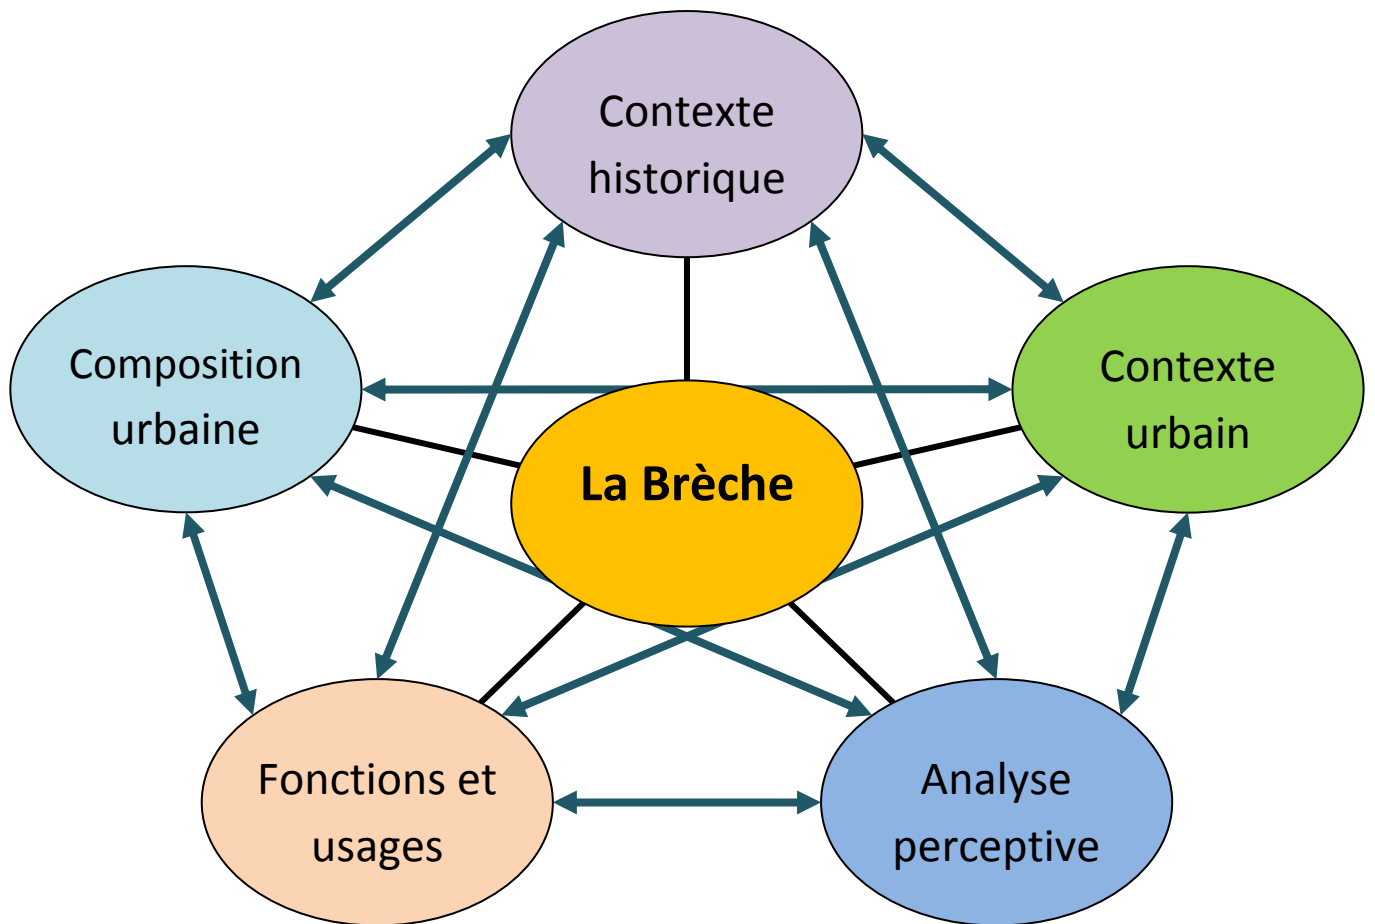 Contexte
historique
Composition
urbaine
Contexte
urbain
La Brèche
Fonctions et
usages
Analyse
perceptive